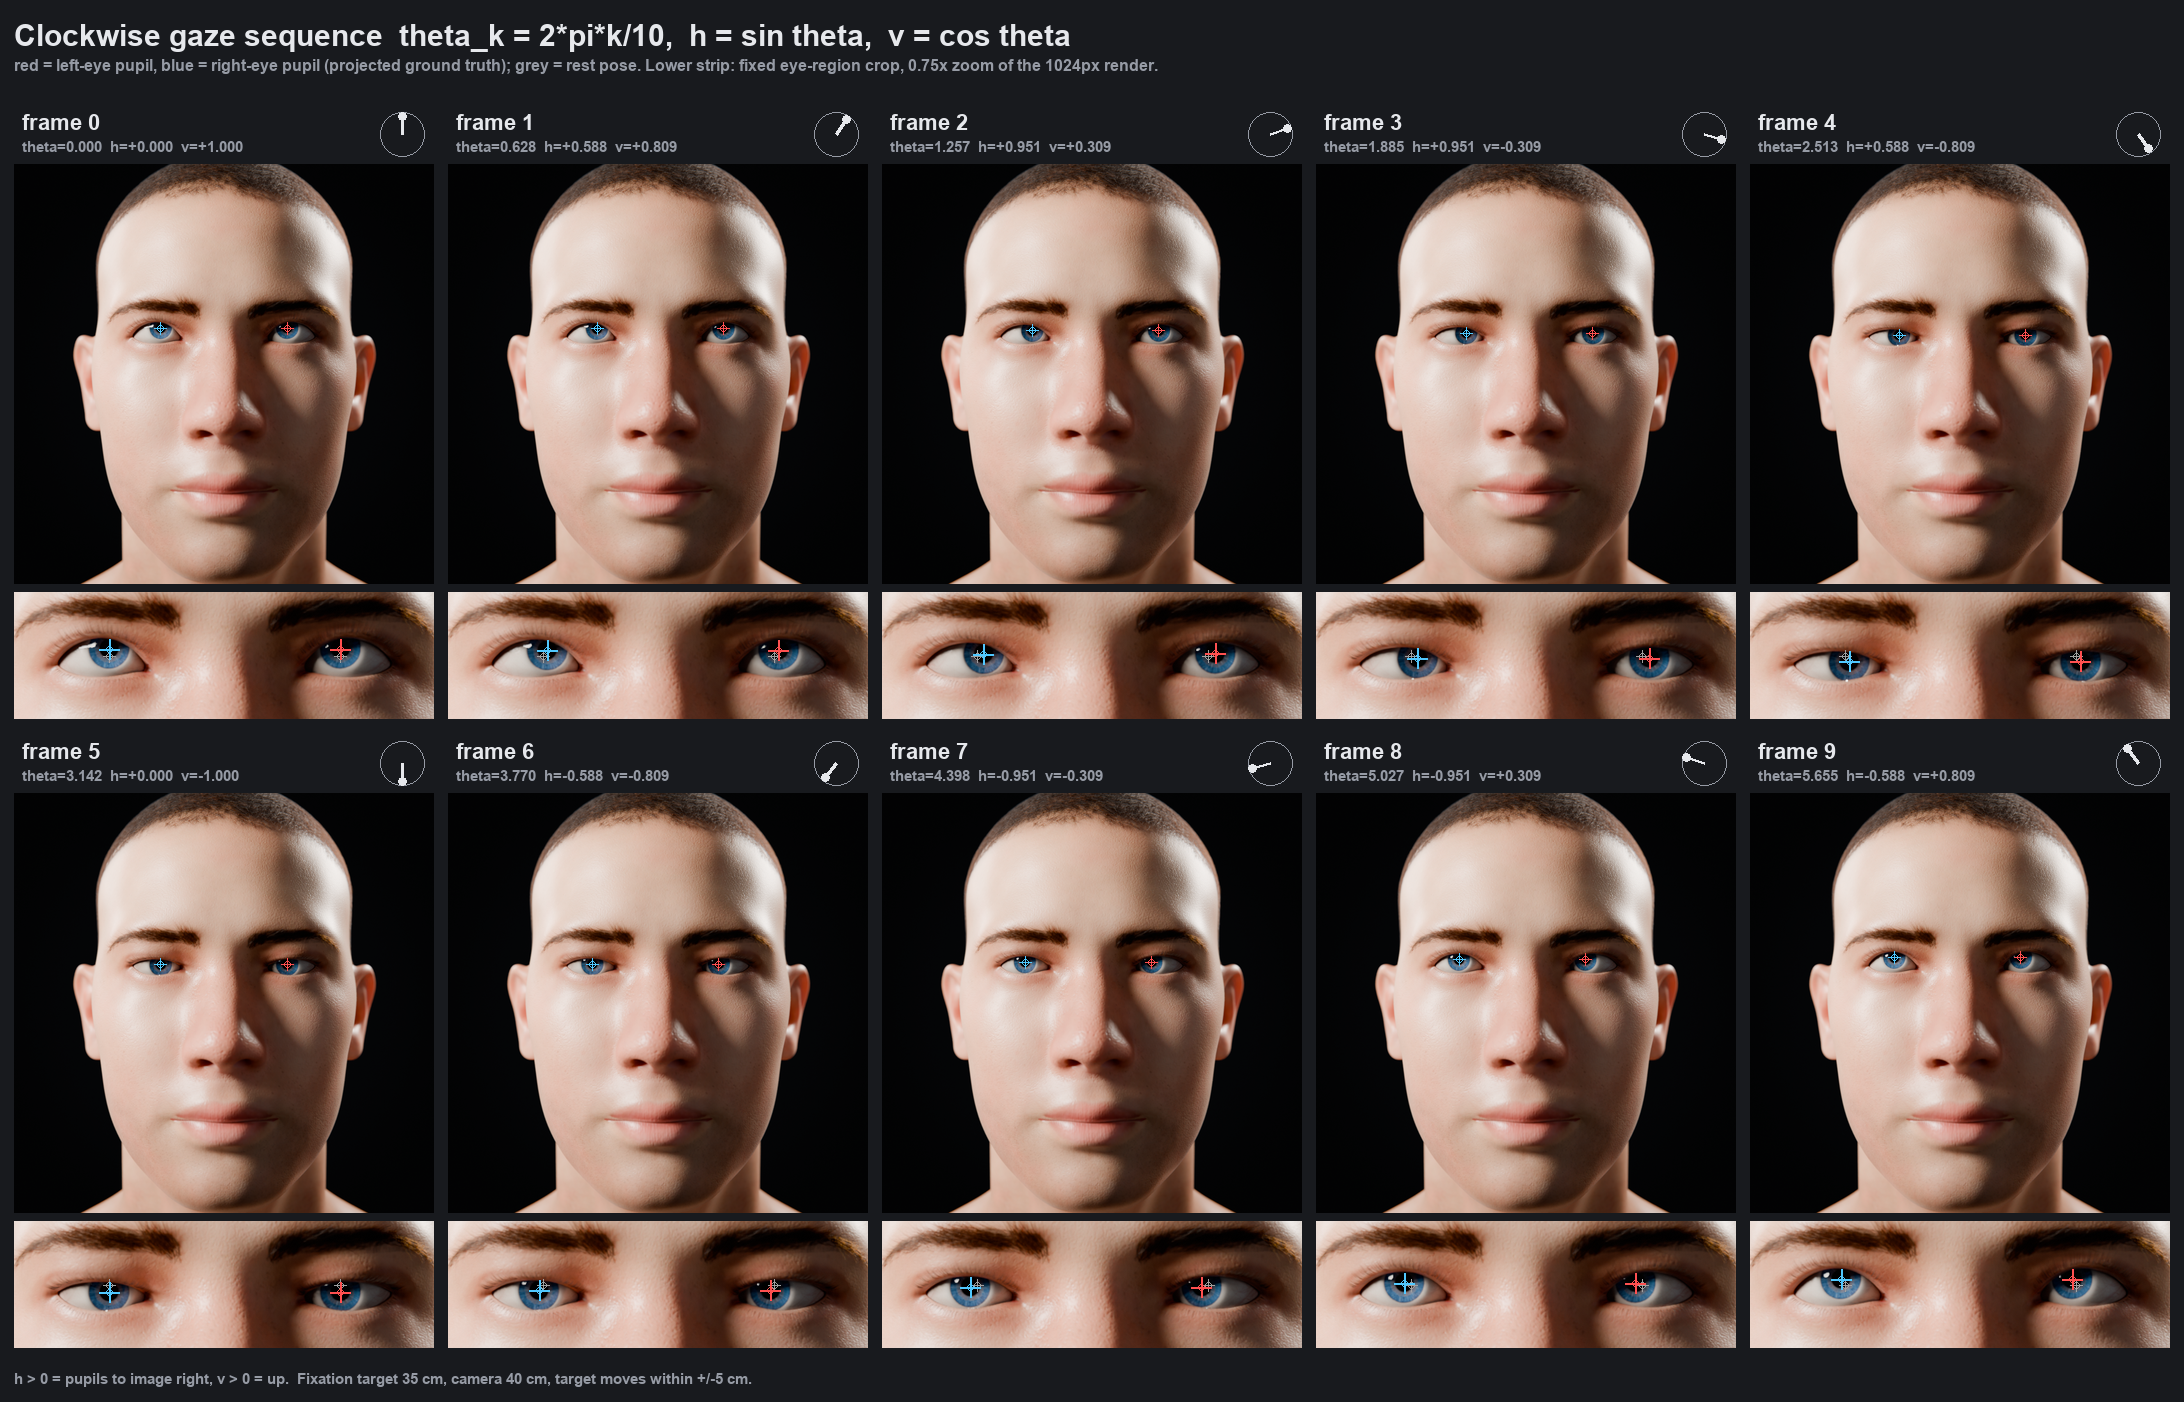 Clockwise gaze sequence  theta_k = 2*pi*k/10,  h = sin theta,  v = cos theta
red = left-eye pupil, blue = right-eye pupil (projected ground truth); grey = rest pose. Lower strip: fixed eye-region crop, 0.75x zoom of the 1024px render.
frame 0
theta=0.000  h=+0.000  v=+1.000
frame 1
theta=0.628  h=+0.588  v=+0.809
frame 2
theta=1.257  h=+0.951  v=+0.309
frame 3
theta=1.885  h=+0.951  v=-0.309
frame 4
theta=2.513  h=+0.588  v=-0.809
frame 5
theta=3.142  h=+0.000  v=-1.000
frame 6
theta=3.770  h=-0.588  v=-0.809
frame 7
theta=4.398  h=-0.951  v=-0.309
frame 8
theta=5.027  h=-0.951  v=+0.309
frame 9
theta=5.655  h=-0.588  v=+0.809
h > 0 = pupils to image right, v > 0 = up.  Fixation target 35 cm, camera 40 cm, target moves within +/-5 cm.